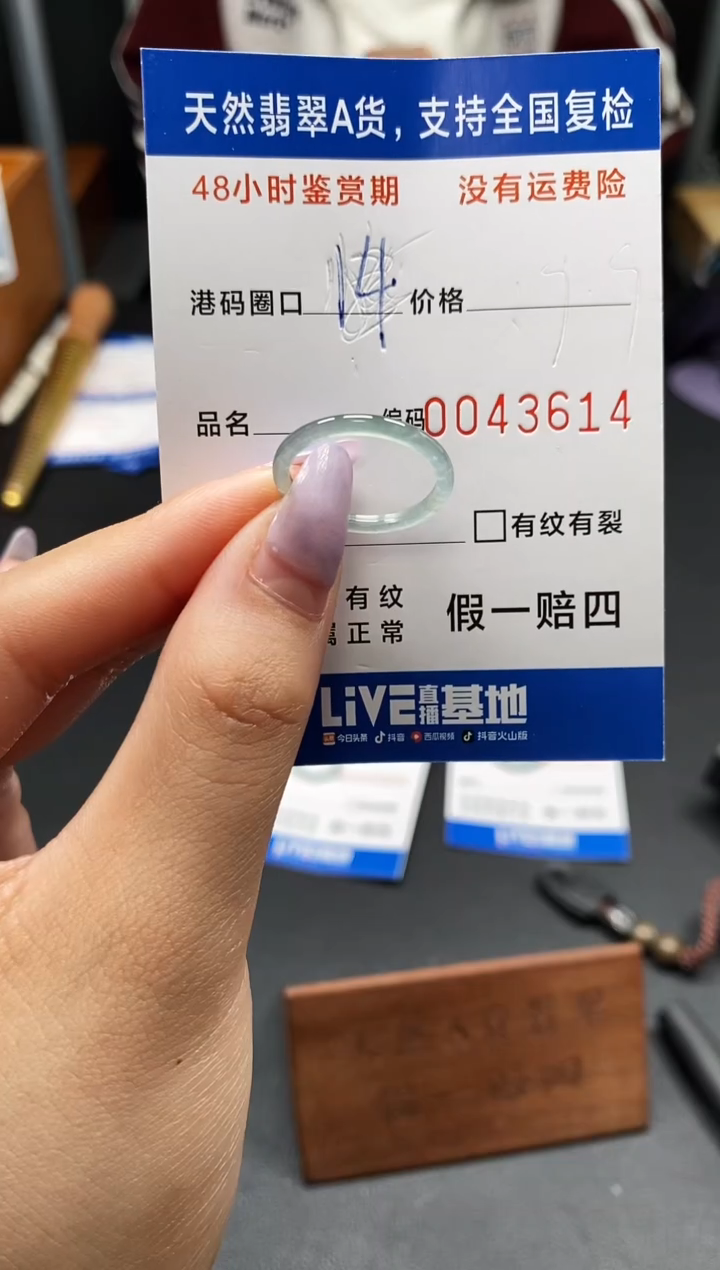 天然翡翠A货，支持全国复检
48小时鉴赏期 没有运费险
港码圈口 14 价格
品名 编码0043614
有纹有裂
有纹
正常 假一赔四
LiVE直播基地
今日头条 抖音 西瓜视频 抖音火山版